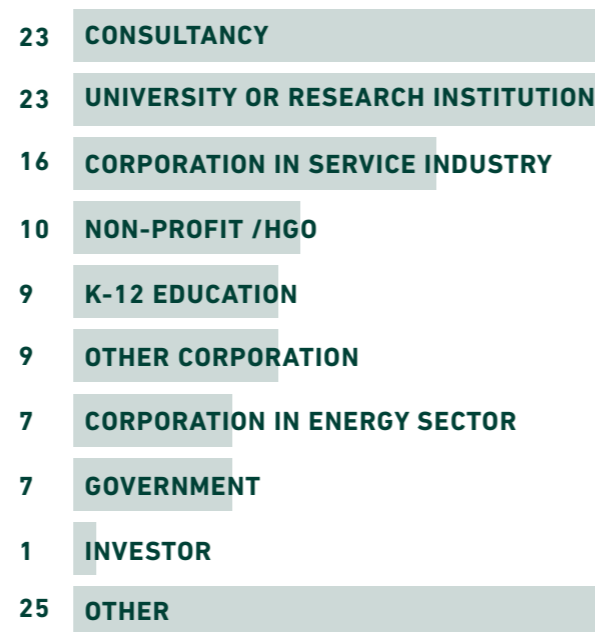 23 CONSULTANCY
23 UNIVERSITY OR RESEARCH INSTITUTION
16 CORPORATION IN SERVICE INDUSTRY
10 NON-PROFIT /HGO
9 K-12 EDUCATION
9 OTHER CORPORATION
7 CORPORATION IN ENERGY SECTOR
7 GOVERNMENT
1 INVESTOR
25 OTHER